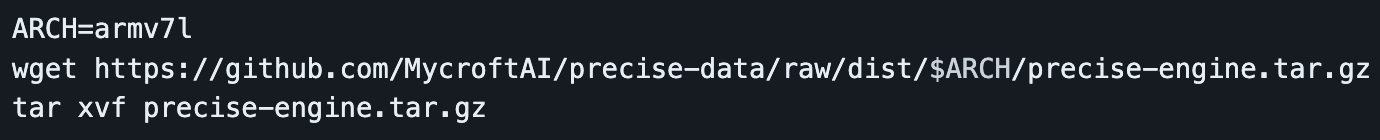 ARCH=armv7l
wget https://github.com/MycroftAI/precise-data/raw/dist/$ARCH/precise-engine.tar.gz
tar xvf precise-engine.tar.gz